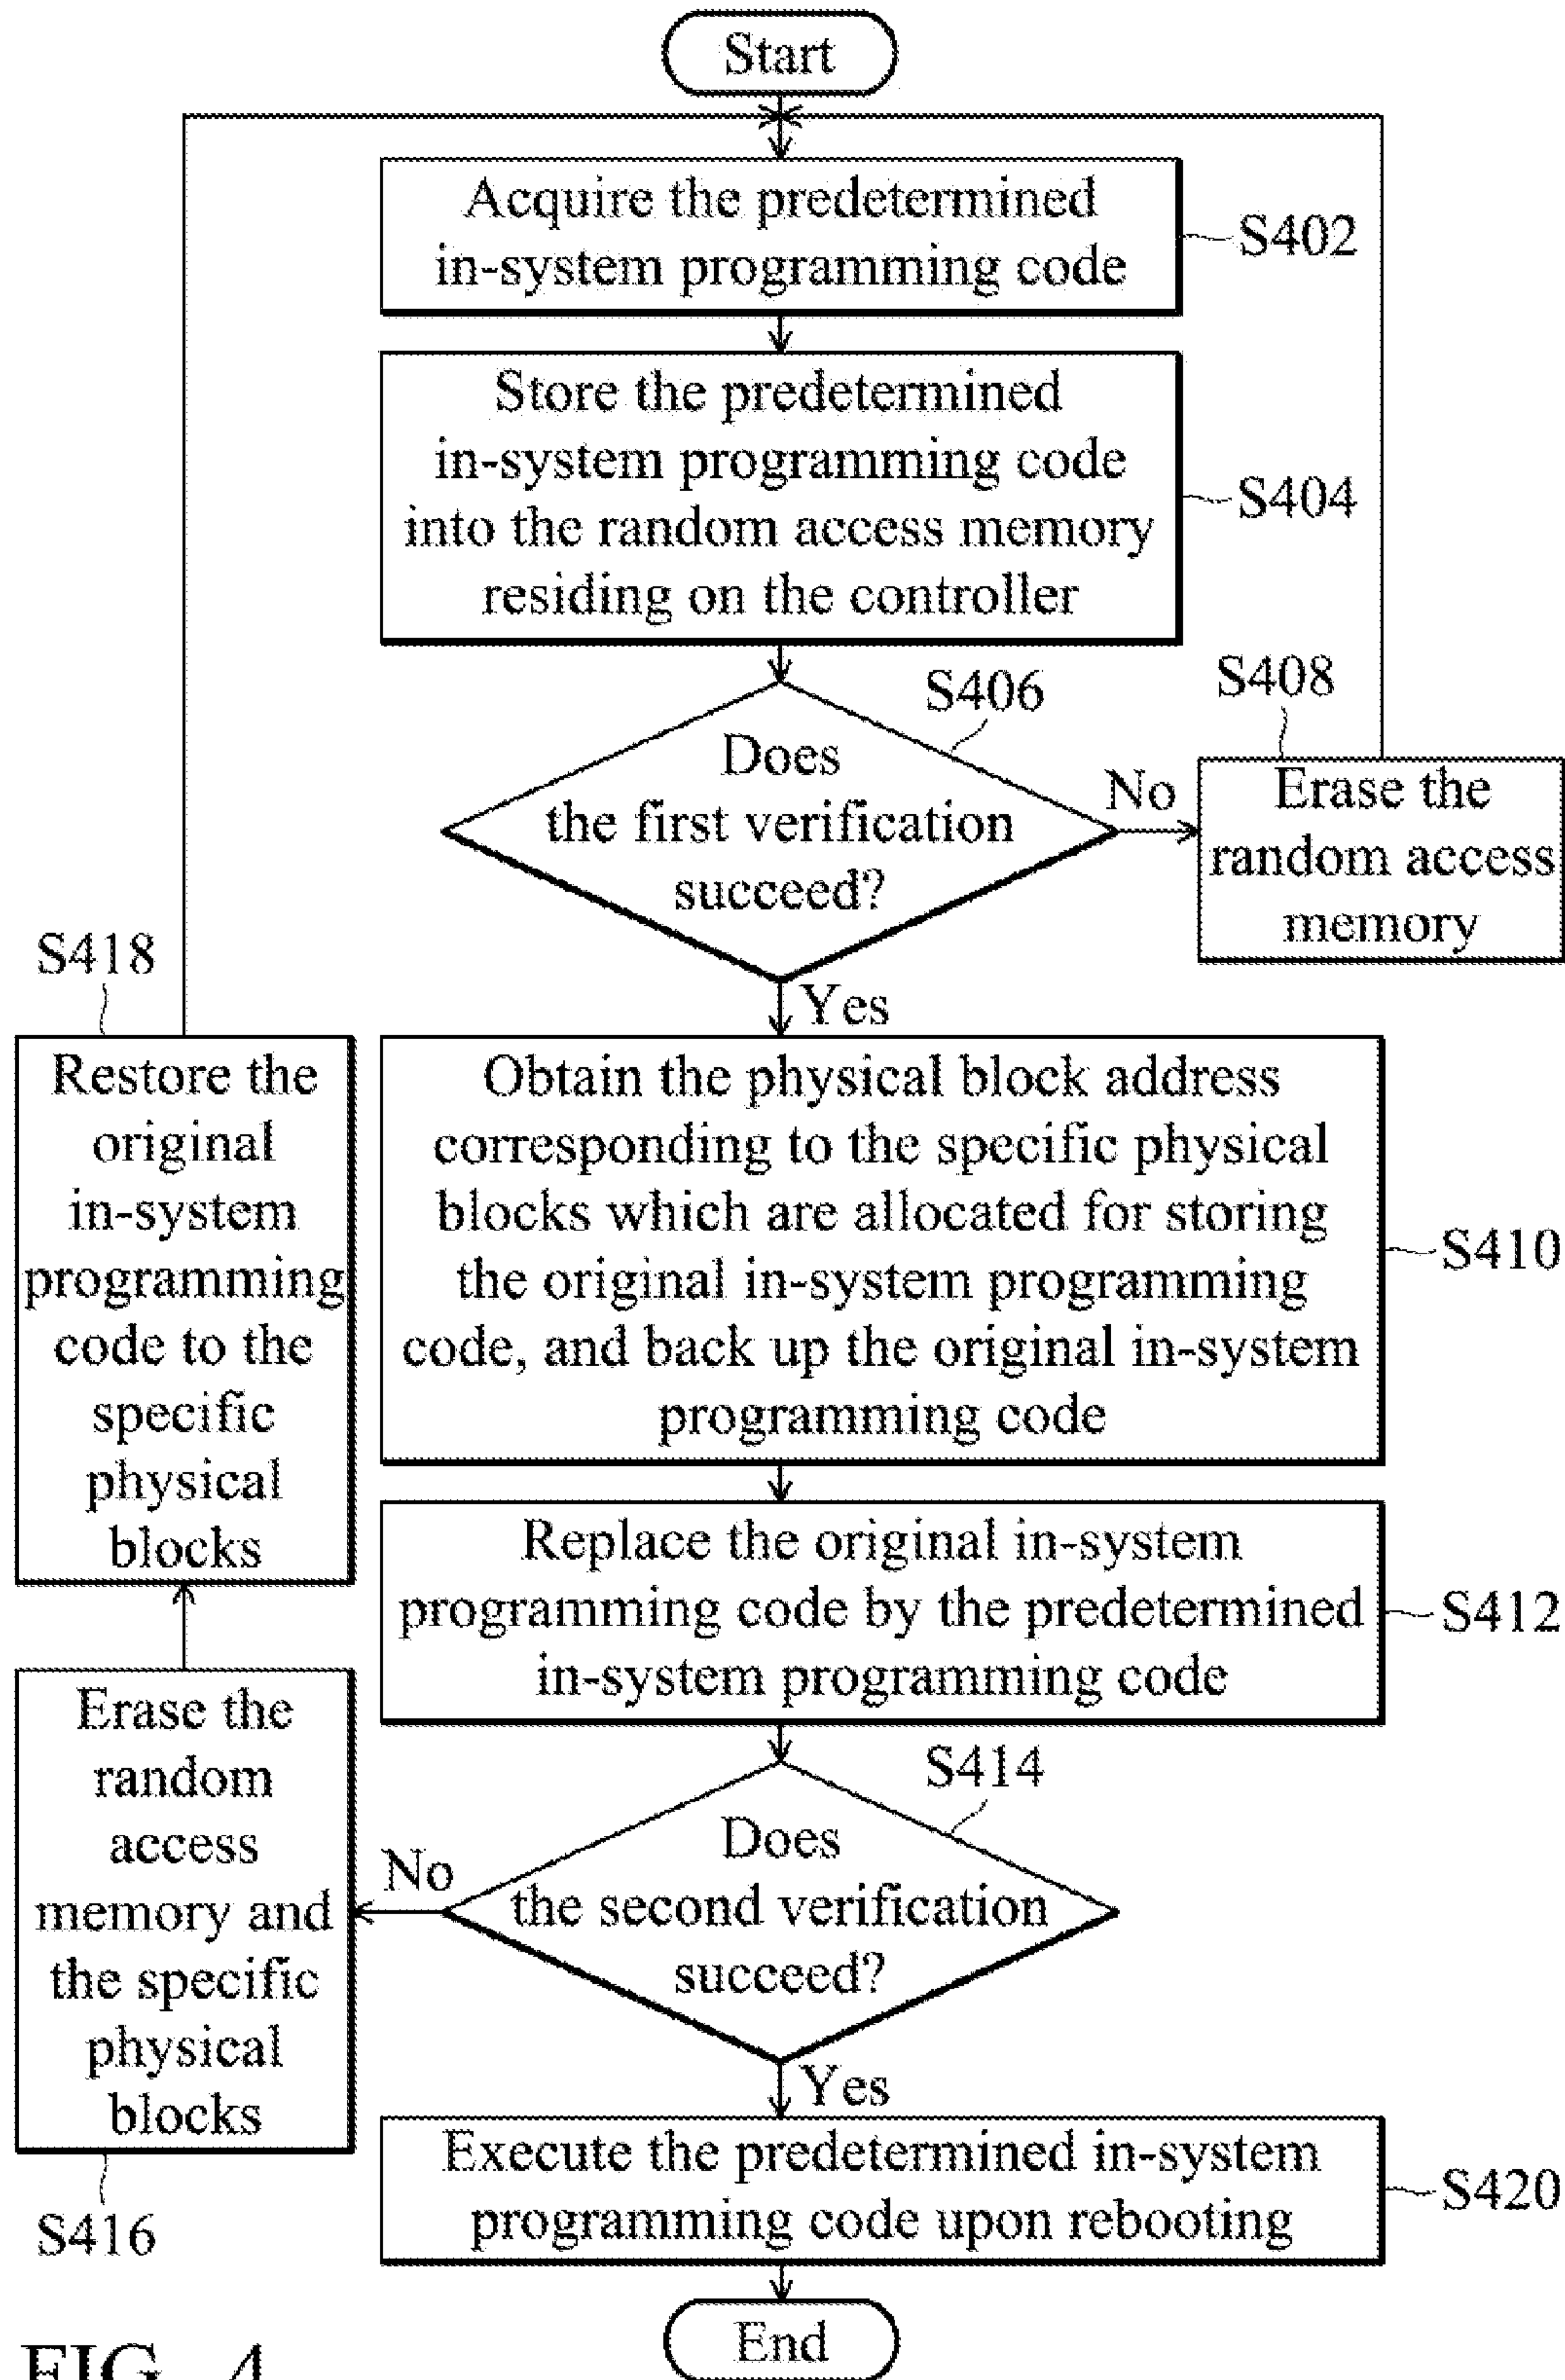 Start
Acquire the predetermined
in-system programming code
S402
Store the predetermined
in-system programming code
into the random access memory
residing on the controller
S404
S406
Does
the first verification
succeed?
No
S408
Erase the
random access
memory
Yes
S418
Restore the
original
in-system
programming
code to the
specific
physical
blocks
Obtain the physical block address
corresponding to the specific physical
blocks which are allocated for storing
the original in-system programming
code, and back up the original in-system
programming code
S410
Replace the original in-system
programming code by the predetermined
in-system programming code
S412
S414
Does
the second verification
succeed?
No
Erase the
random
access
memory and
the specific
physical
blocks
S416
Yes
Execute the predetermined in-system
programming code upon rebooting
S420
End
FIG. 4